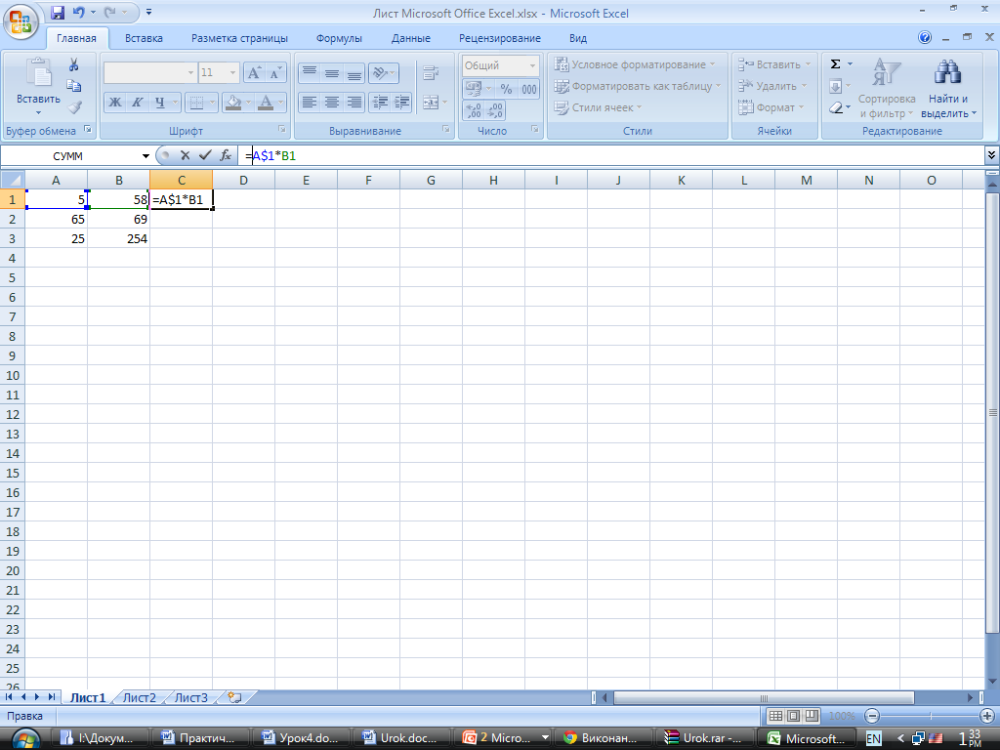 Лист Microsoft Office Excel.xlsx - Microsoft Excel
Главная Вставка Разметка страницы Формулы Данные Рецензирование Вид
Вставить
Буфер обмена
11
Ж К Ч
Шрифт
Выравнивание
Общий
% 000
Число
Условное форматирование
Форматировать как таблицу
Стили ячеек
Стили
Вставить
Удалить
Формат
Ячейки
Σ
Сортировка и фильтр
Найти и выделить
Редактирование
СУММ fx =A$1*B1
A B C D E F G H I J K L M N O
1 5 58 =A$1*B1
2 65 69
3 25 254
4
5
6
7
8
9
10
11
12
13
14
15
16
17
18
19
20
21
22
23
24
25
26
Лист1 Лист2 Лист3
Правка 100%
I:\Докум... Практич... Урок4.do... Urok.doc... 2 Micro... Виконан... Urok.rar -... Microsoft... EN 1:33 PM